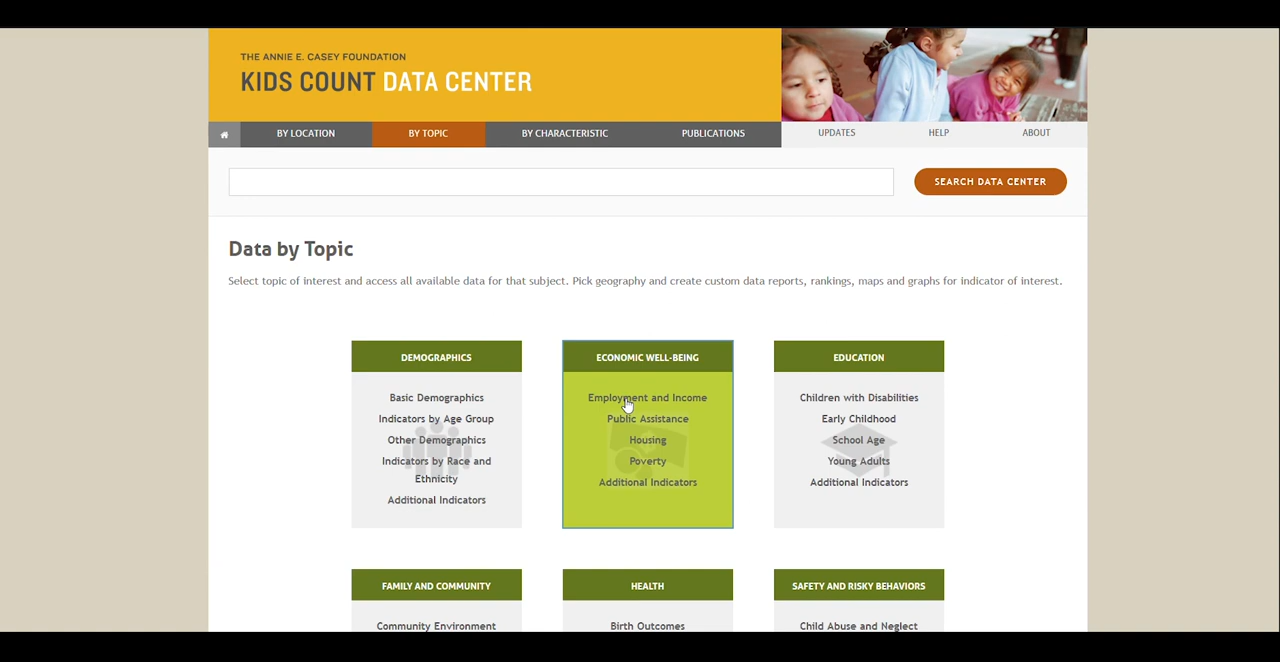 THE ANNIE E. CASEY FOUNDATION
KIDS COUNT DATA CENTER
BY LOCATION
BY TOPIC
BY CHARACTERISTIC
PUBLICATIONS
UPDATES
HELP
ABOUT
SEARCH DATA CENTER
Data by Topic
Select topic of interest and access all available data for that subject. Pick geography and create custom data reports, rankings, maps and graphs for indicator of interest.
DEMOGRAPHICS
Basic Demographics
Indicators by Age Group
Other Demographics
Indicators by Race and
Ethnicity
Additional Indicators
ECONOMIC WELL-BEING
Employment and Income
Public Assistance
Housing
Poverty
Additional Indicators
EDUCATION
Children with Disabilities
Early Childhood
School Age
Young Adults
Additional Indicators
FAMILY AND COMMUNITY
Community Environment
HEALTH
Birth Outcomes
SAFETY AND RISKY BEHAVIORS
Child Abuse and Neglect